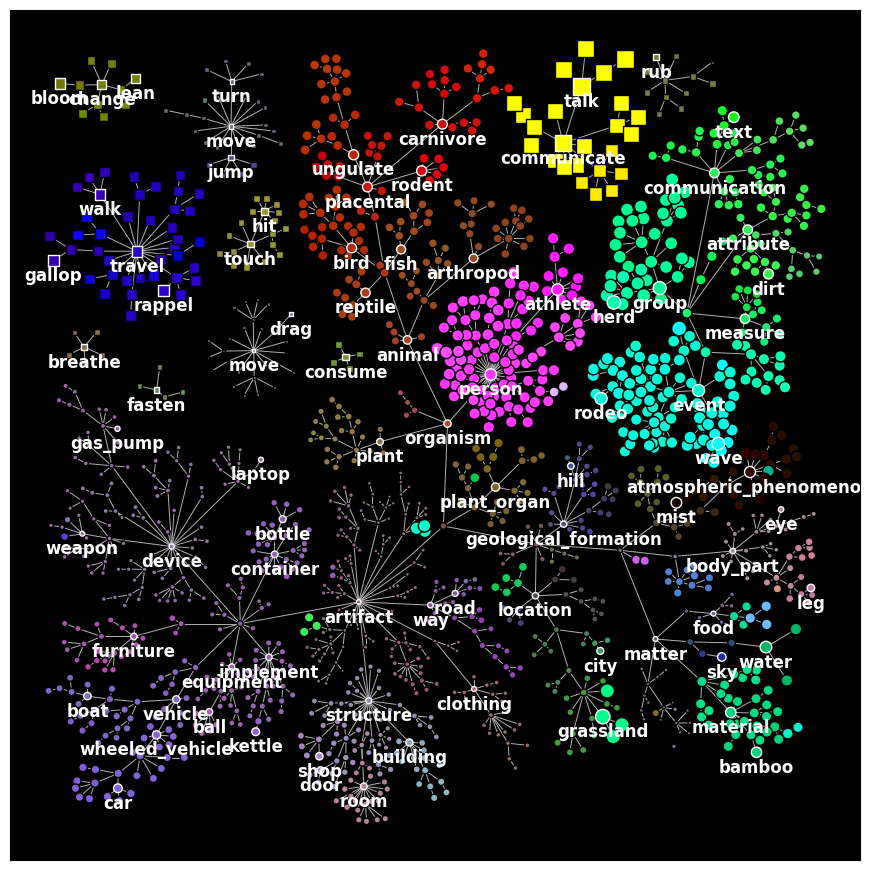 rub
bloom
change
lean
turn
talk
text
move
carnivore
communicate
jump
ungulate
rodent
communication
walk
placental
hit
attribute
touch
bird
fish
arthropod
travel
gallop
dirt
rappel
reptile
athlete
group
herd
drag
measure
breathe
move
consume
animal
person
fasten
rodeo
event
gas_pump
organism
plant
wave
laptop
hill
atmospheric_phenomeno
plant_organ
mist
eye
weapon
bottle
device
container
geological_formation
body_part
road
location
leg
artifact
way
food
furniture
matter
city
water
implement
sky
equipment
boat
vehicle
structure
clothing
ball
grassland
material
wheeled_vehicle
kettle
building
shop
bamboo
door
car
room